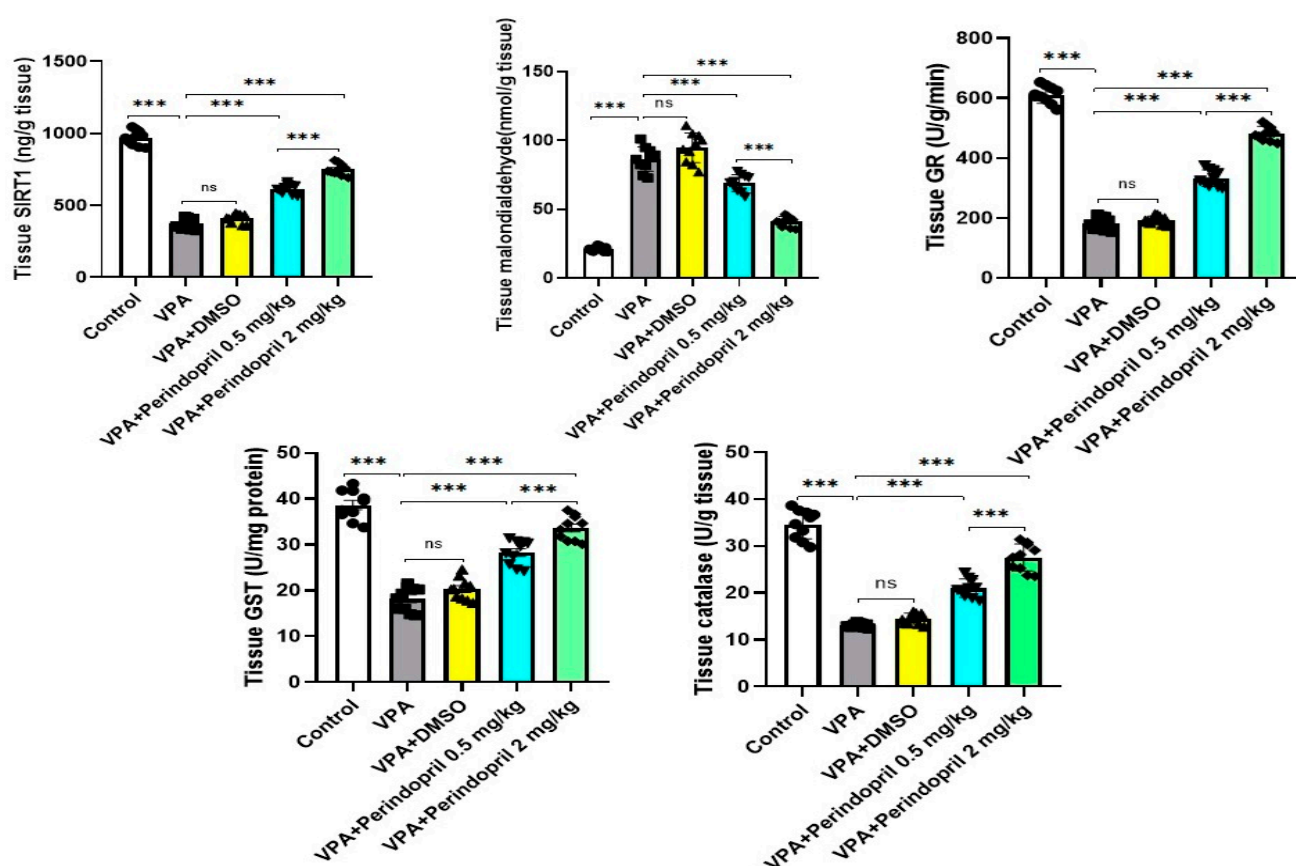 Tissue SIRT1 (ng/g tissue)
1500
1000
500
0
***
***
***
***
ns
Control
VPA
VPA+DMSO
VPA+Perindopril 0.5 mg/kg
VPA+Perindopril 2 mg/kg
Tissue malondialdehyde(nmol/g tissue)
150
100
50
0
***
***
***
ns
***
Control
VPA
VPA+DMSO
VPA+Perindopril 0.5 mg/kg
VPA+Perindopril 2 mg/kg
Tissue GR (U/g/min)
800
600
400
200
0
***
***
***
***
ns
Control
VPA
VPA+DMSO
VPA+Perindopril 0.5 mg/kg
VPA+Perindopril 2 mg/kg
Tissue GST (U/mg protein)
50
40
30
20
10
0
***
***
***
***
ns
Control
VPA
VPA+DMSO
VPA+Perindopril 0.5 mg/kg
VPA+Perindopril 2 mg/kg
Tissue catalase (U/g tissue)
50
40
30
20
10
0
***
***
***
***
ns
Control
VPA
VPA+DMSO
VPA+Perindopril 0.5 mg/kg
VPA+Perindopril 2 mg/kg